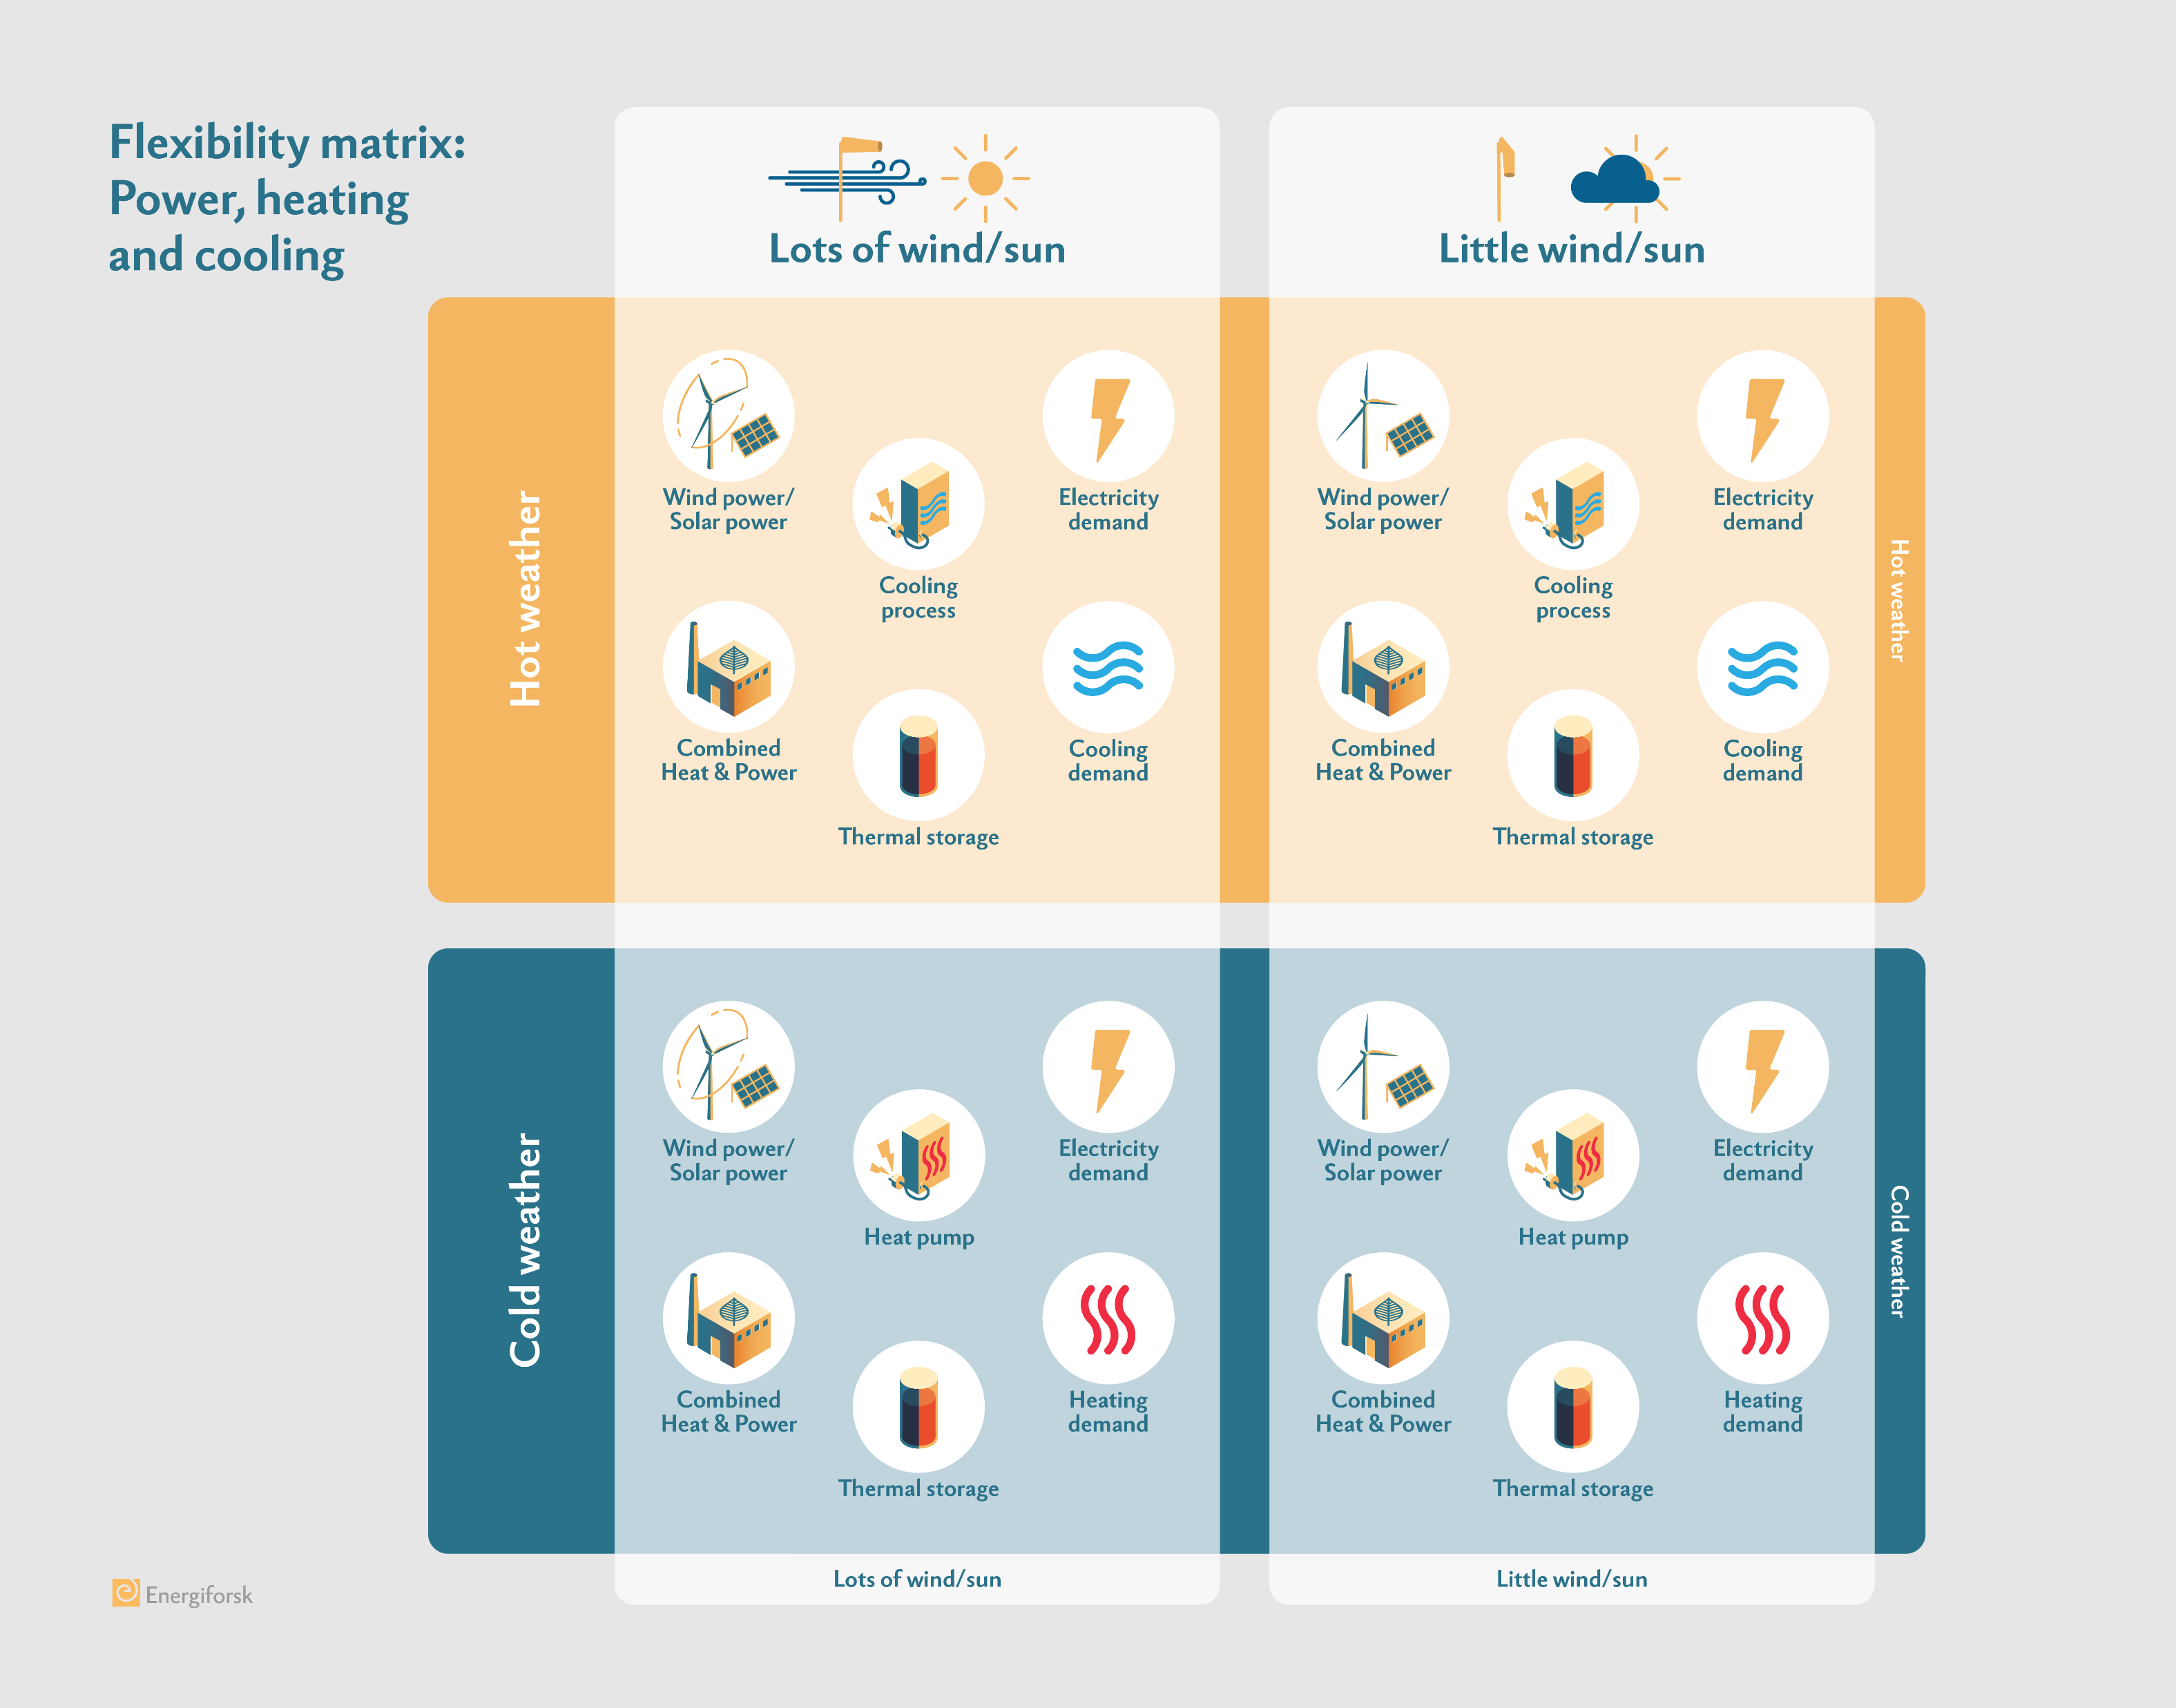 Flexibility matrix:
Power, heating
and cooling
Lots of wind/sun
Little wind/sun
Hot weather
Wind power/
Solar power
Cooling
process
Electricity
demand
Combined
Heat & Power
Thermal storage
Cooling
demand
Wind power/
Solar power
Cooling
process
Electricity
demand
Combined
Heat & Power
Thermal storage
Cooling
demand
Hot weather
Cold weather
Wind power/
Solar power
Heat pump
Electricity
demand
Combined
Heat & Power
Thermal storage
Heating
demand
Wind power/
Solar power
Heat pump
Electricity
demand
Combined
Heat & Power
Thermal storage
Heating
demand
Cold weather
Lots of wind/sun
Little wind/sun
Energiforsk